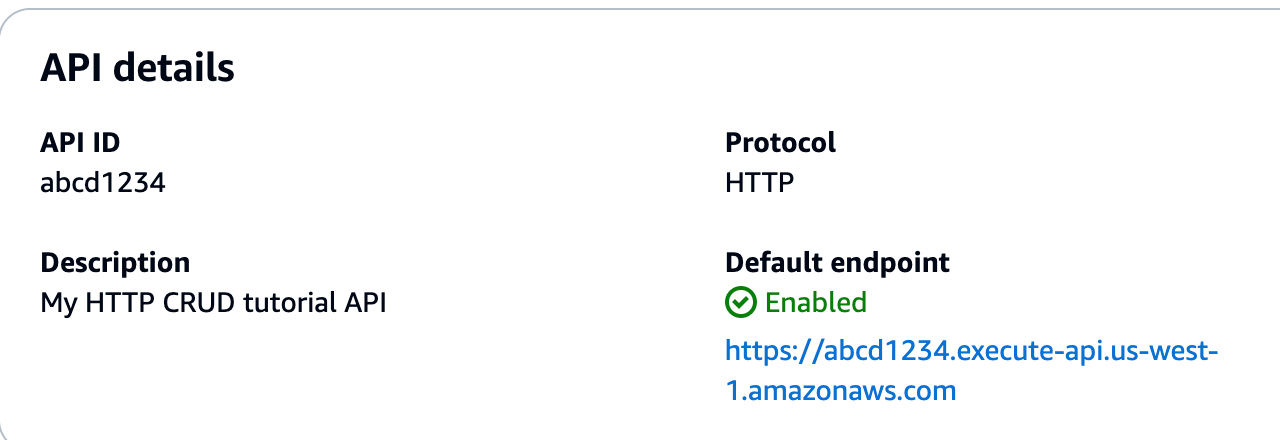 API details
API ID
abcd1234
Protocol
HTTP
Description
My HTTP CRUD tutorial API
Default endpoint
Enabled
https://abcd1234.execute-api.us-west-
1.amazonaws.com